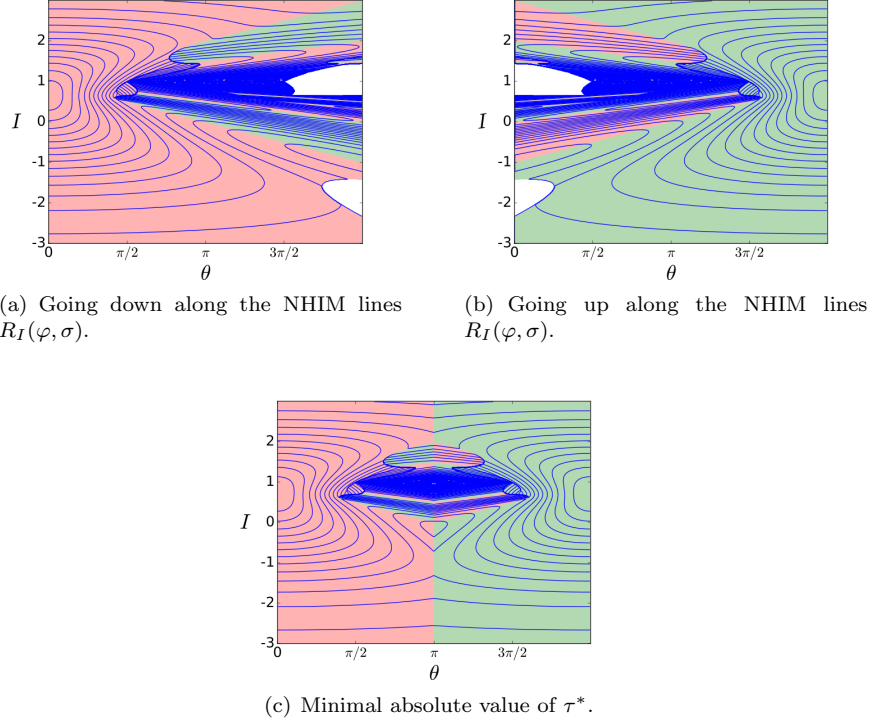 2
1
I
0
-1
-2
-3
0
π/2
π
3π/2
θ
2
1
I
0
-1
-2
-3
0
π/2
π
3π/2
θ
(a) Going down along the NHIM lines
R_I(φ, σ).
(b) Going up along the NHIM lines
R_I(φ, σ).
2
1
I
0
-1
-2
-3
0
π/2
π
3π/2
θ
(c) Minimal absolute value of τ*.